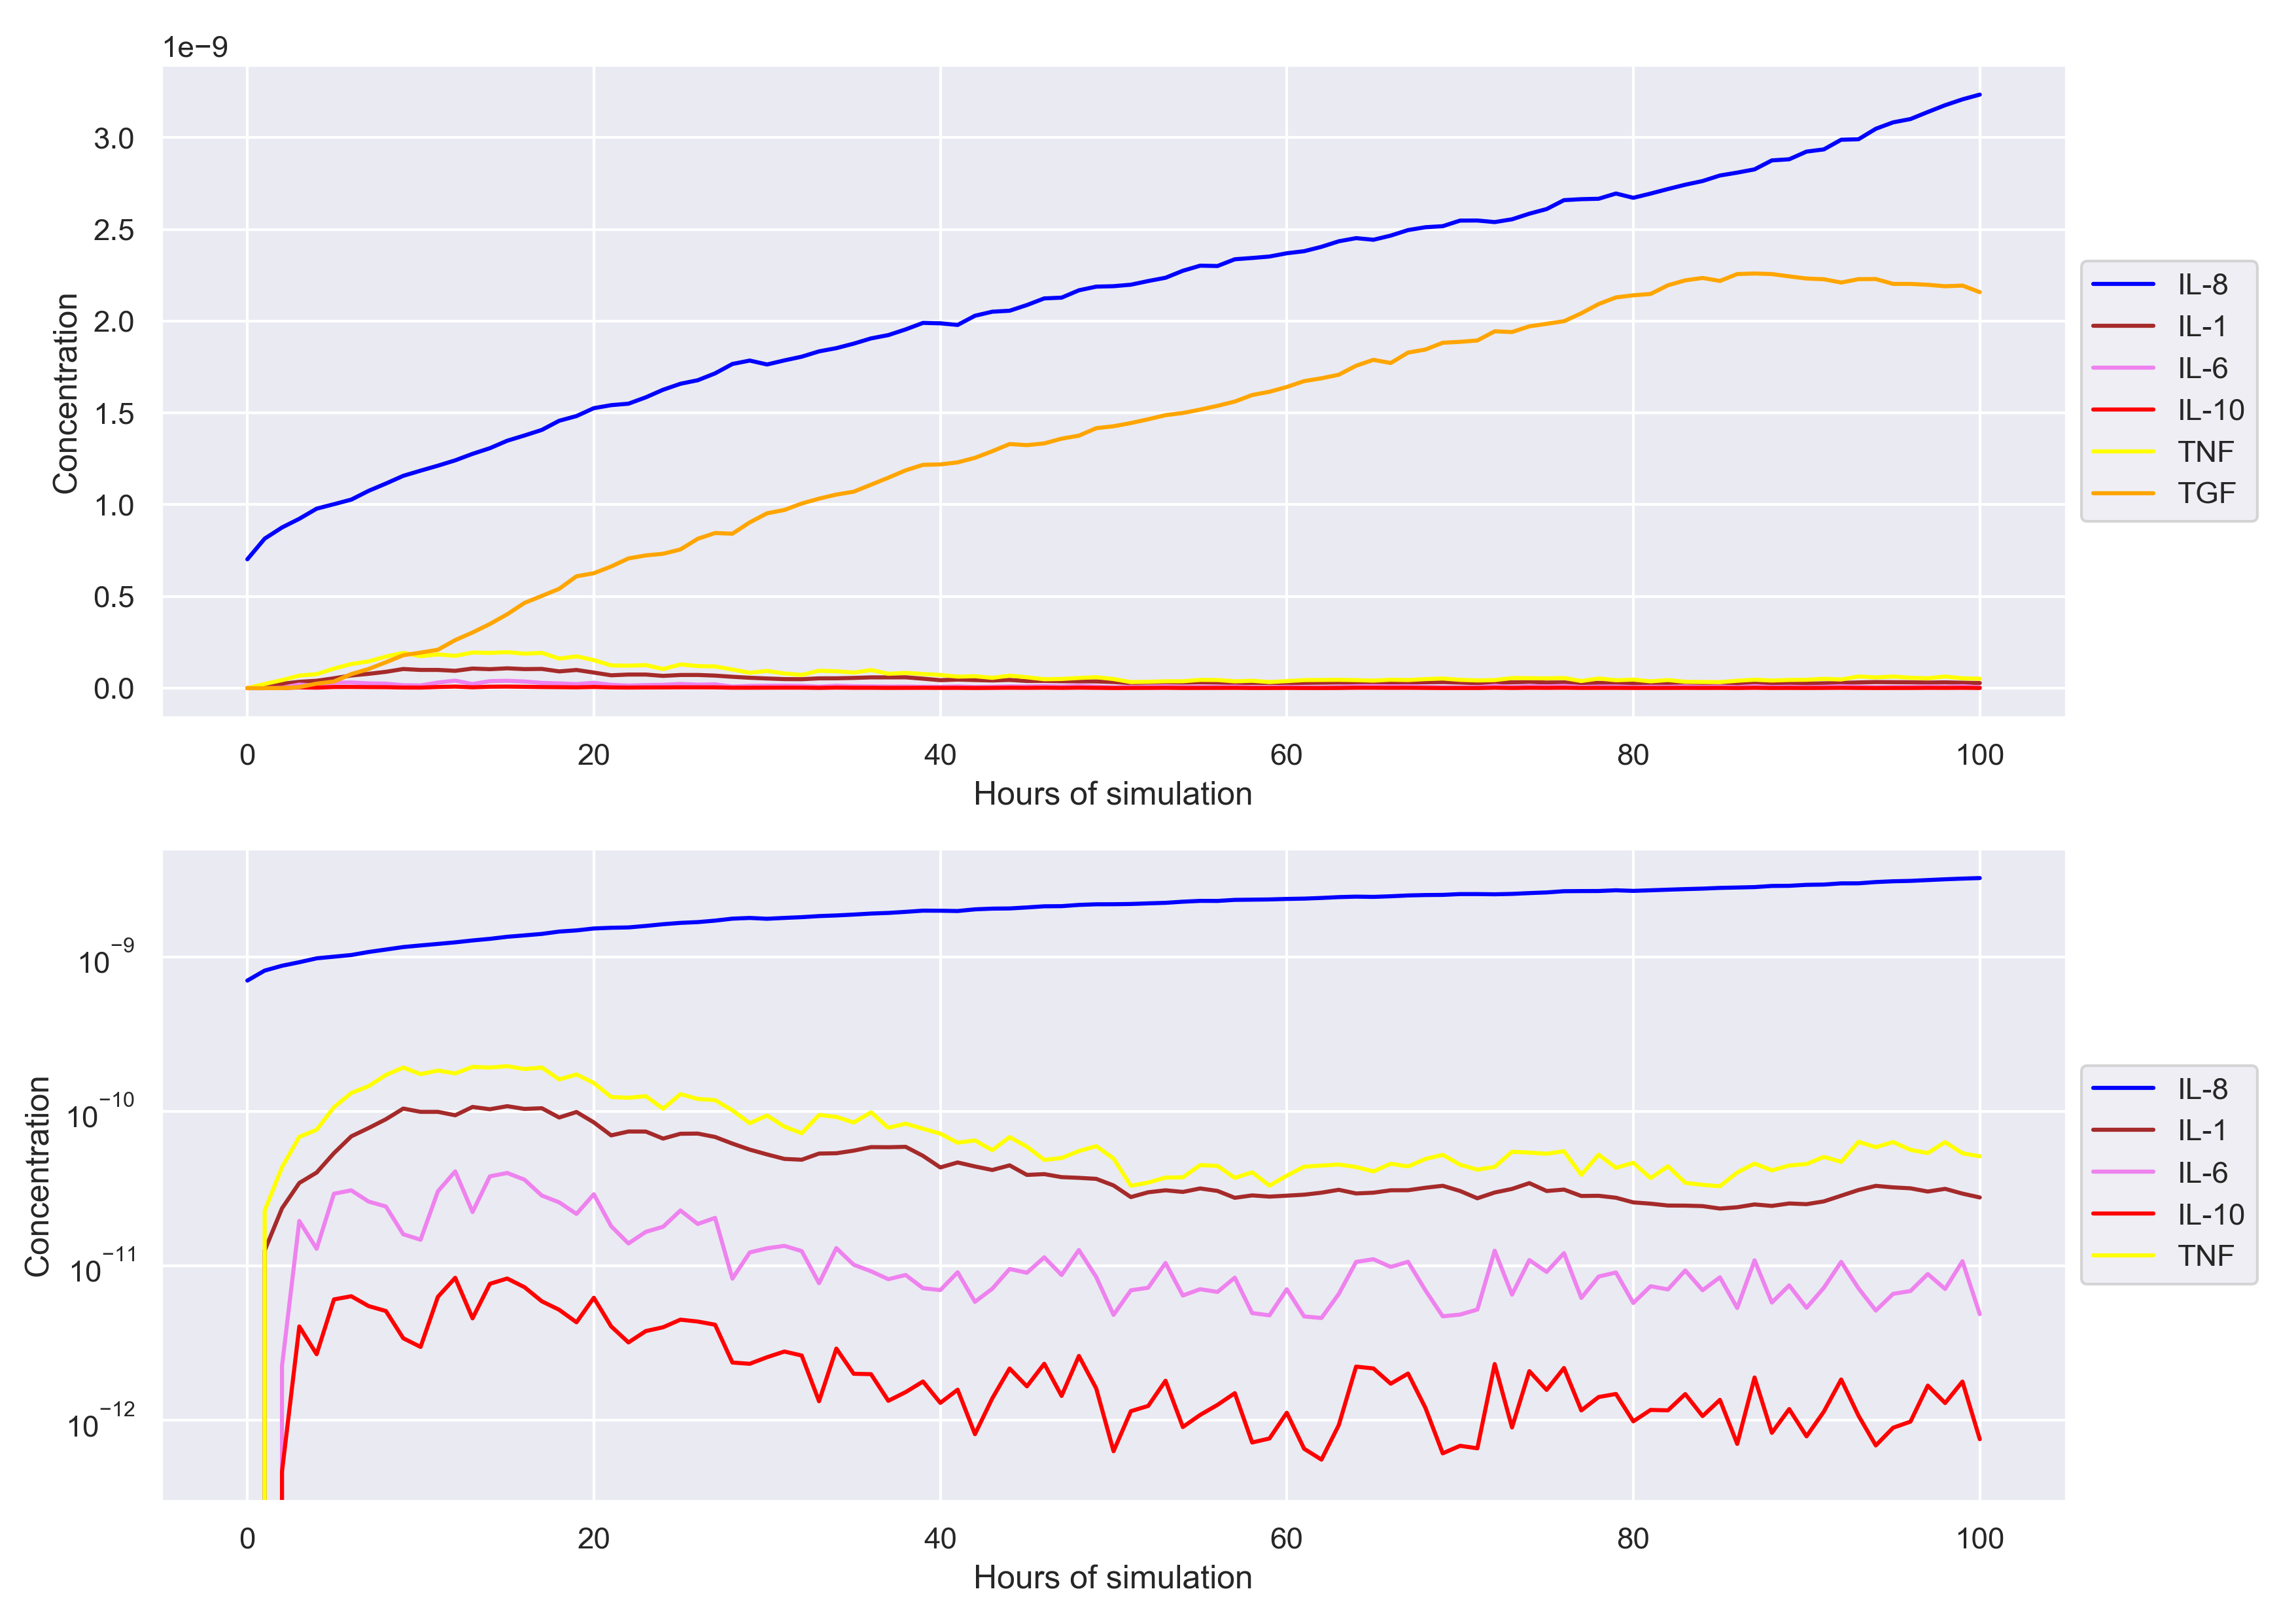 1e−9
3.0
2.5
2.0
1.5
1.0
0.5
0.0
Concentration
0 20 40 60 80 100
Hours of simulation
IL-8
IL-1
IL-6
IL-10
TNF
TGF
10⁻⁹
10⁻¹⁰
10⁻¹¹
10⁻¹²
Concentration
0 20 40 60 80 100
Hours of simulation
IL-8
IL-1
IL-6
IL-10
TNF